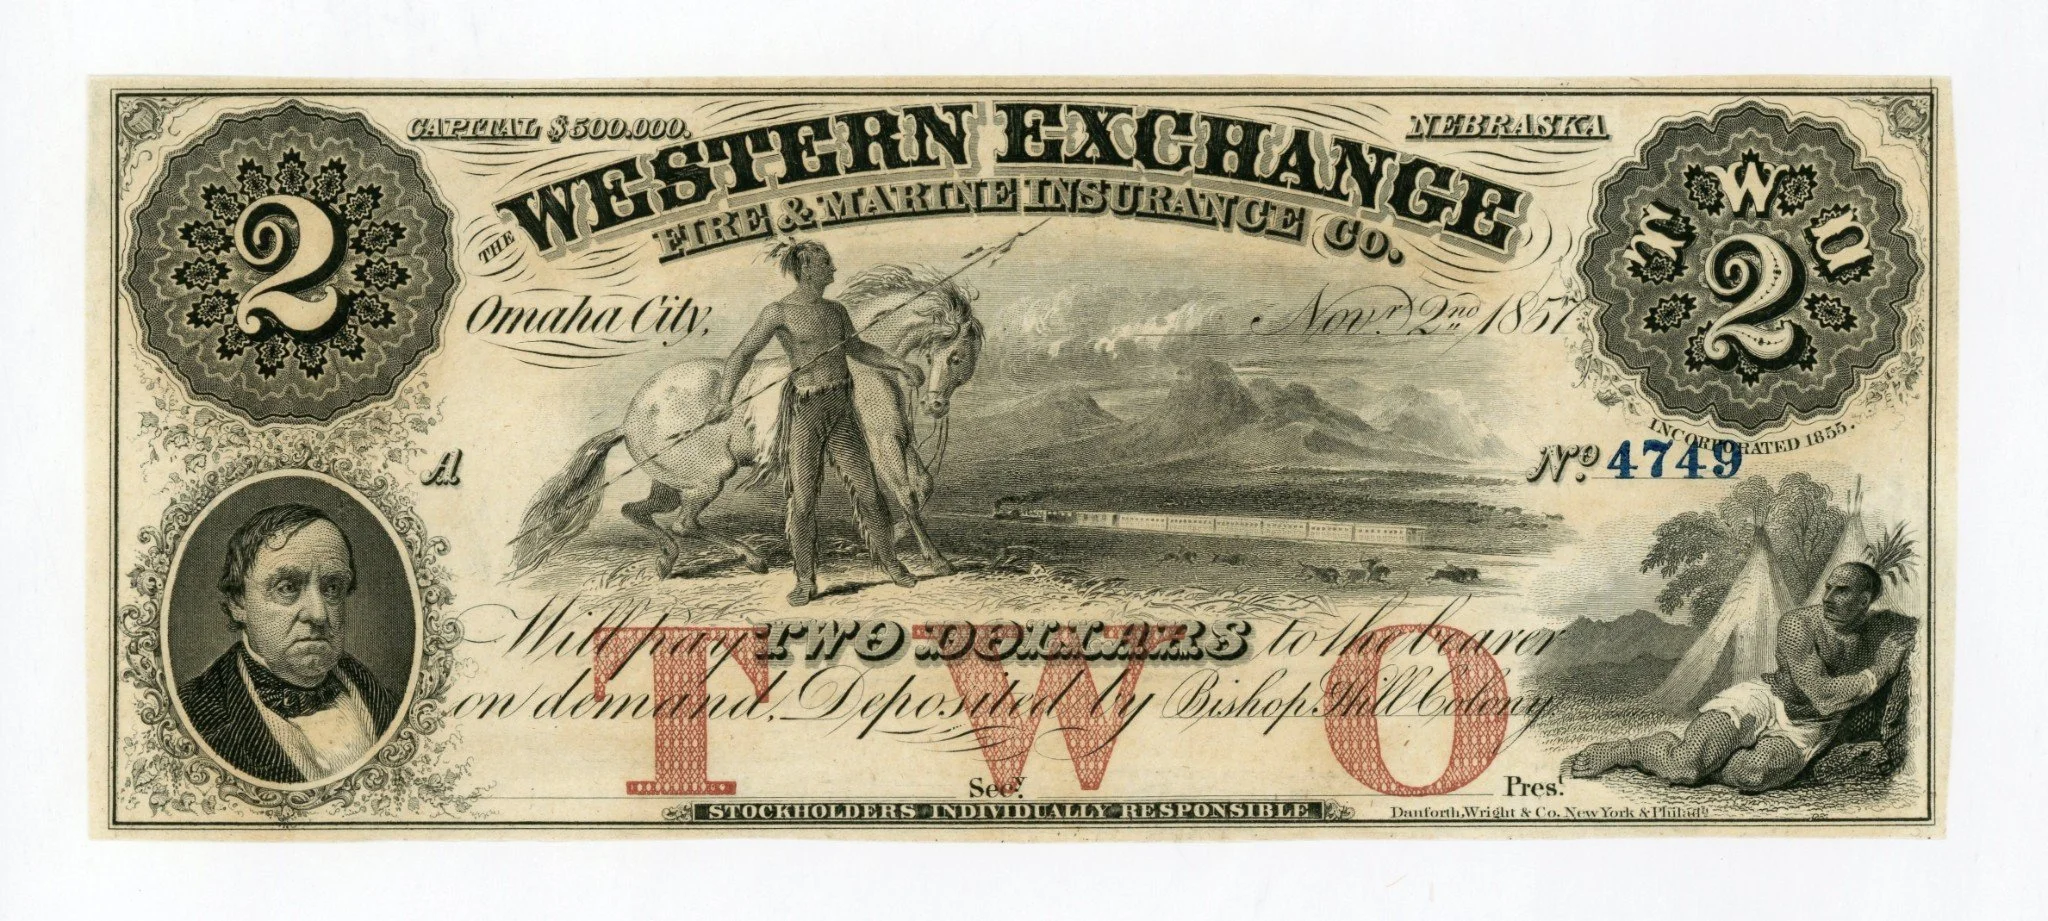 2
CAPITAL $500.000.
NEBRASKA
THE WESTERN EXCHANGE
FIRE & MARINE INSURANCE CO.
TWO
2
Omaha City,
Novr. 2nd 1857
INCORPORATED 1855.
A
No. 4749
Will pay TWO DOLLARS to the bearer
on demand, Deposited by Bishop Hill Colony
TWO
Secy.
Prest.
STOCKHOLDERS INDIVIDUALLY RESPONSIBLE
Danforth, Wright & Co. New York & Philada.